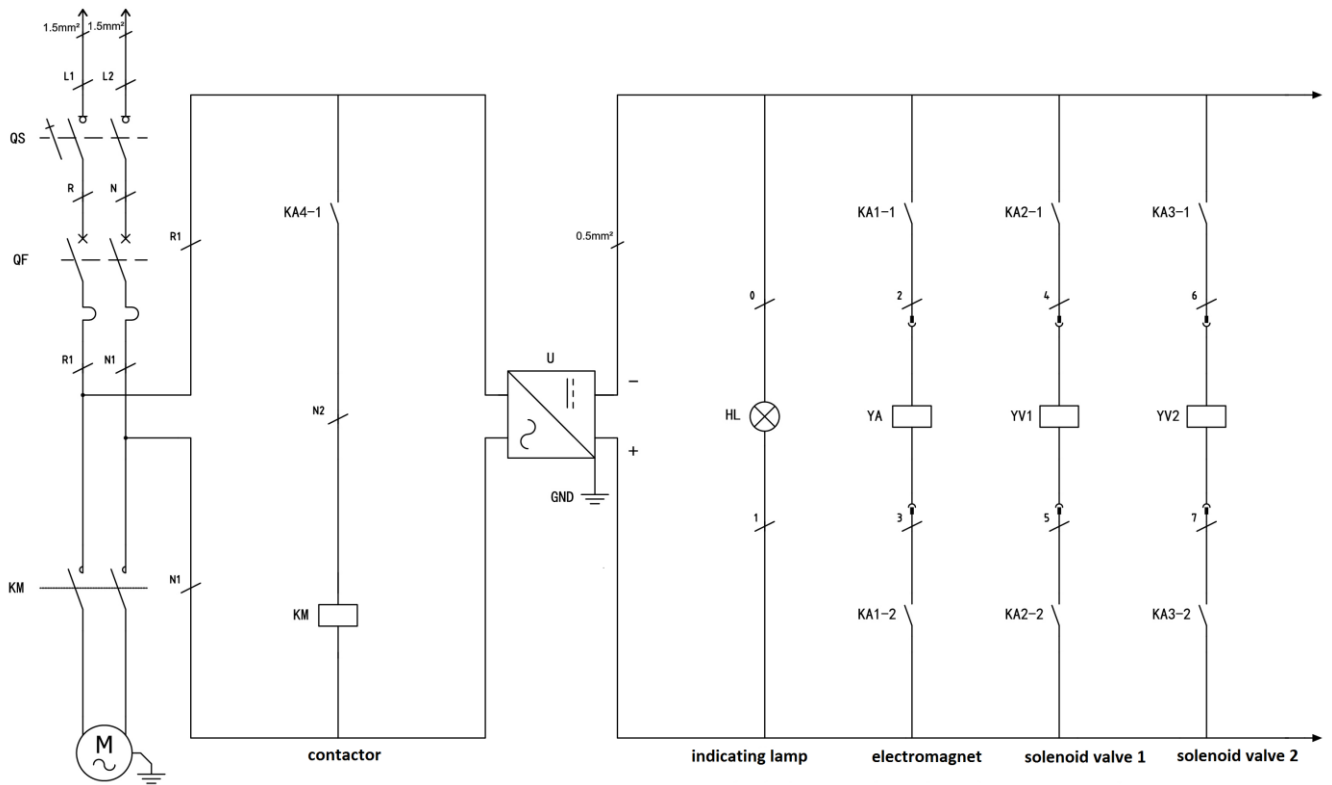 1.5mm² 1.5mm²
L1 L2
QS
R N
KA4-1 KA1-1 KA2-1 KA3-1
R1 0.5mm²
QF
0 2 4 6
R1 N1 U
−
N2 HL YA YV1 YV2
+
GND
1 3 5 7
KM N1
KM KA1-2 KA2-2 KA3-2
M
contactor indicating lamp electromagnet solenoid valve 1 solenoid valve 2